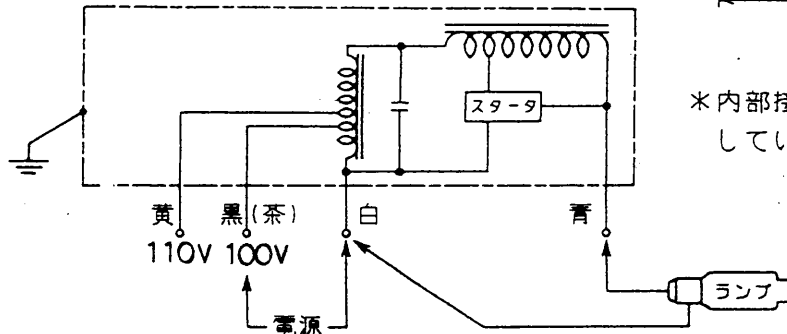 スタータ
＊内部接
してい
黄 黒(茶) 白 青
110V 100V
ランプ
電源